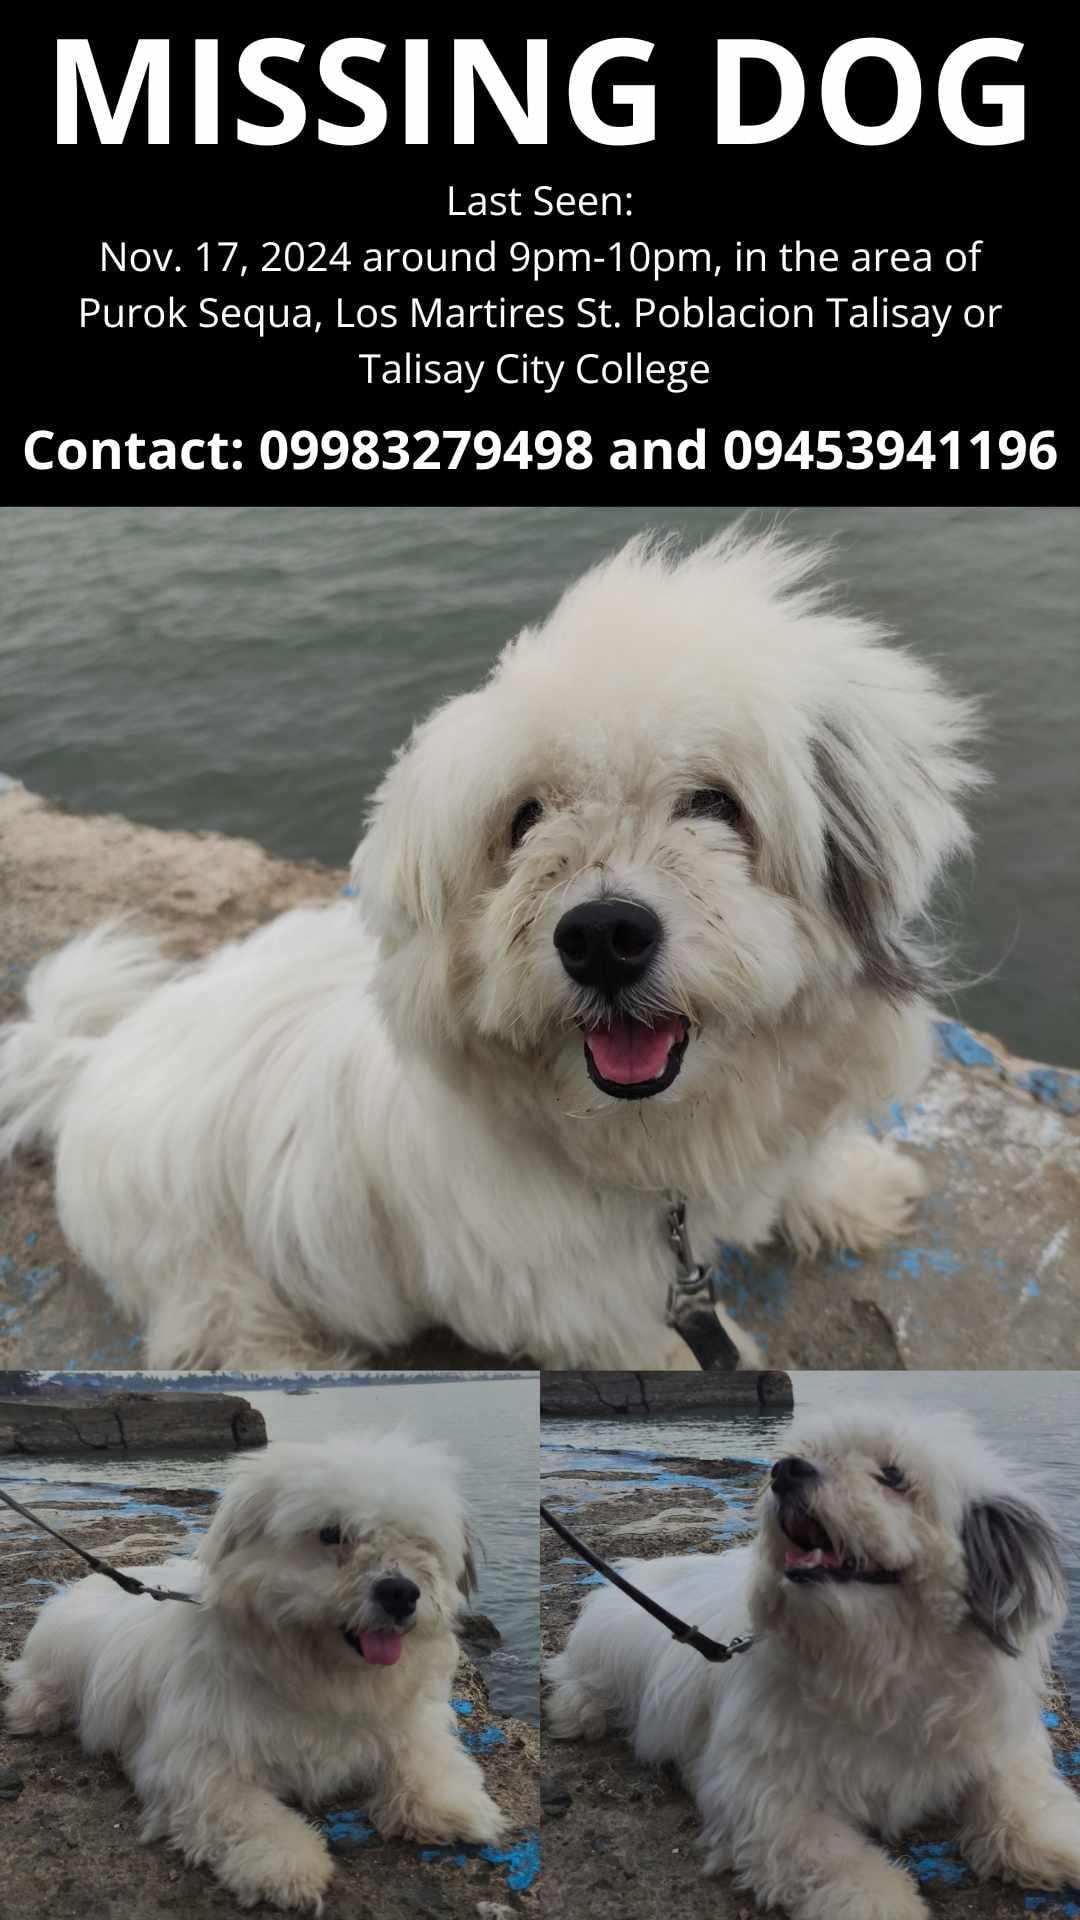 MISSING DOG
Last Seen:
Nov. 17, 2024 around 9pm-10pm, in the area of
Purok Sequa, Los Martires St. Poblacion Talisay or
Talisay City College
Contact: 09983279498 and 09453941196